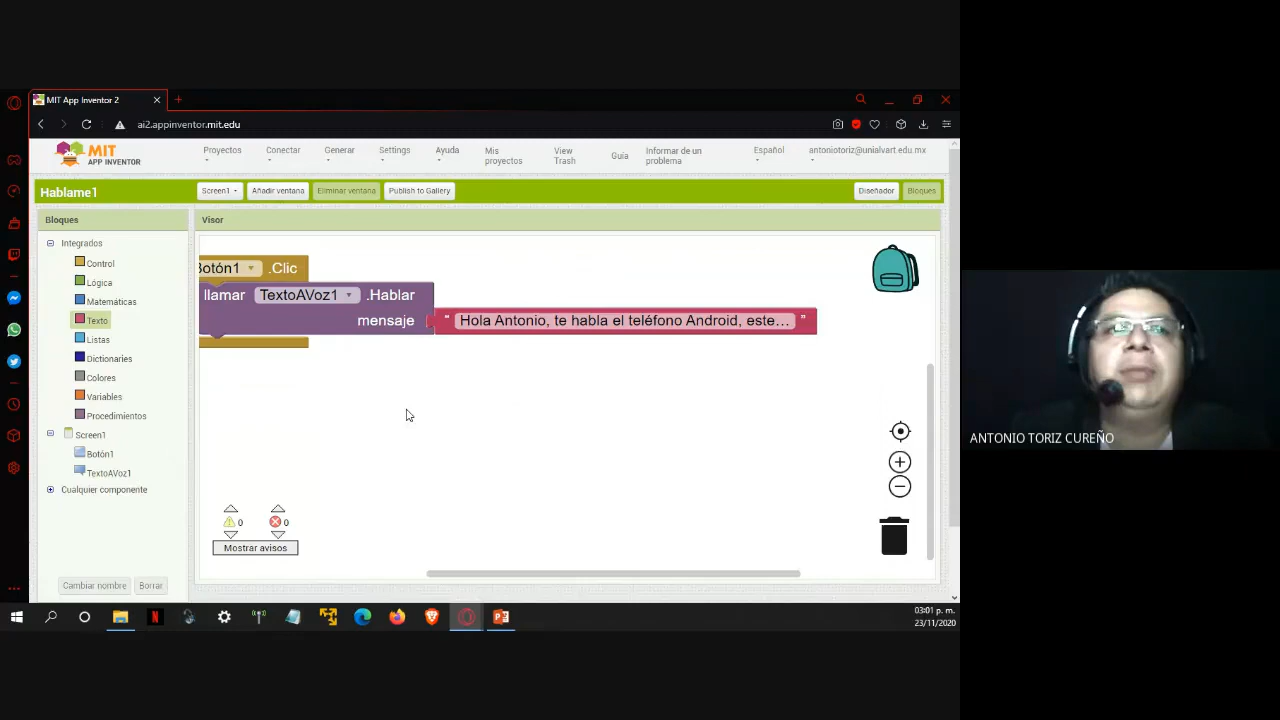 MIT App Inventor 2
ai2.appinventor.mit.edu
MIT
APP INVENTOR
Proyectos
Conectar
Generar
Settings
Ayuda
Mis proyectos
View Trash
Guía
Informar de un problema
Español
antoniotoriz@unialvart.edu.mx
Hablame1
Screen1
Añadir ventana
Eliminar ventana
Publish to Gallery
Diseñador
Bloques
Bloques
Visor
Integrados
Control
Lógica
Matemáticas
Texto
Listas
Dictionaries
Colores
Variables
Procedimientos
Screen1
Botón1
TextoAVoz1
Cualquier componente
Cambiar nombre
Borrar
Botón1 .Clic
llamar TextoAVoz1 .Hablar
mensaje " Hola Antonio, te habla el teléfono Android, este… "
0
0
Mostrar avisos
ANTONIO TORIZ CUREÑO
03:01 p. m.
23/11/2020